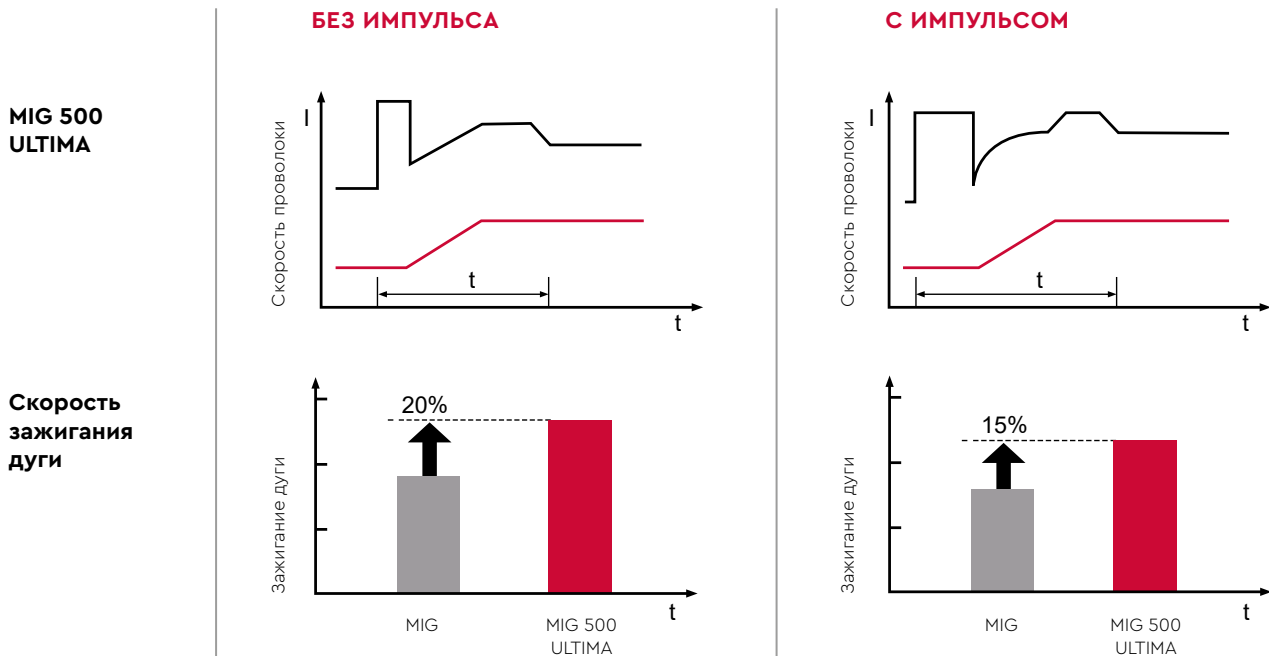 БЕЗ ИМПУЛЬСА
С ИМПУЛЬСОМ
MIG 500
ULTIMA
I
Скорость проволоки
t
t
I
Скорость проволоки
t
t
Скорость
зажигания
дуги
Зажигание дуги
20%
t
MIG
MIG 500
ULTIMA
Зажигание дуги
15%
t
MIG
MIG 500
ULTIMA